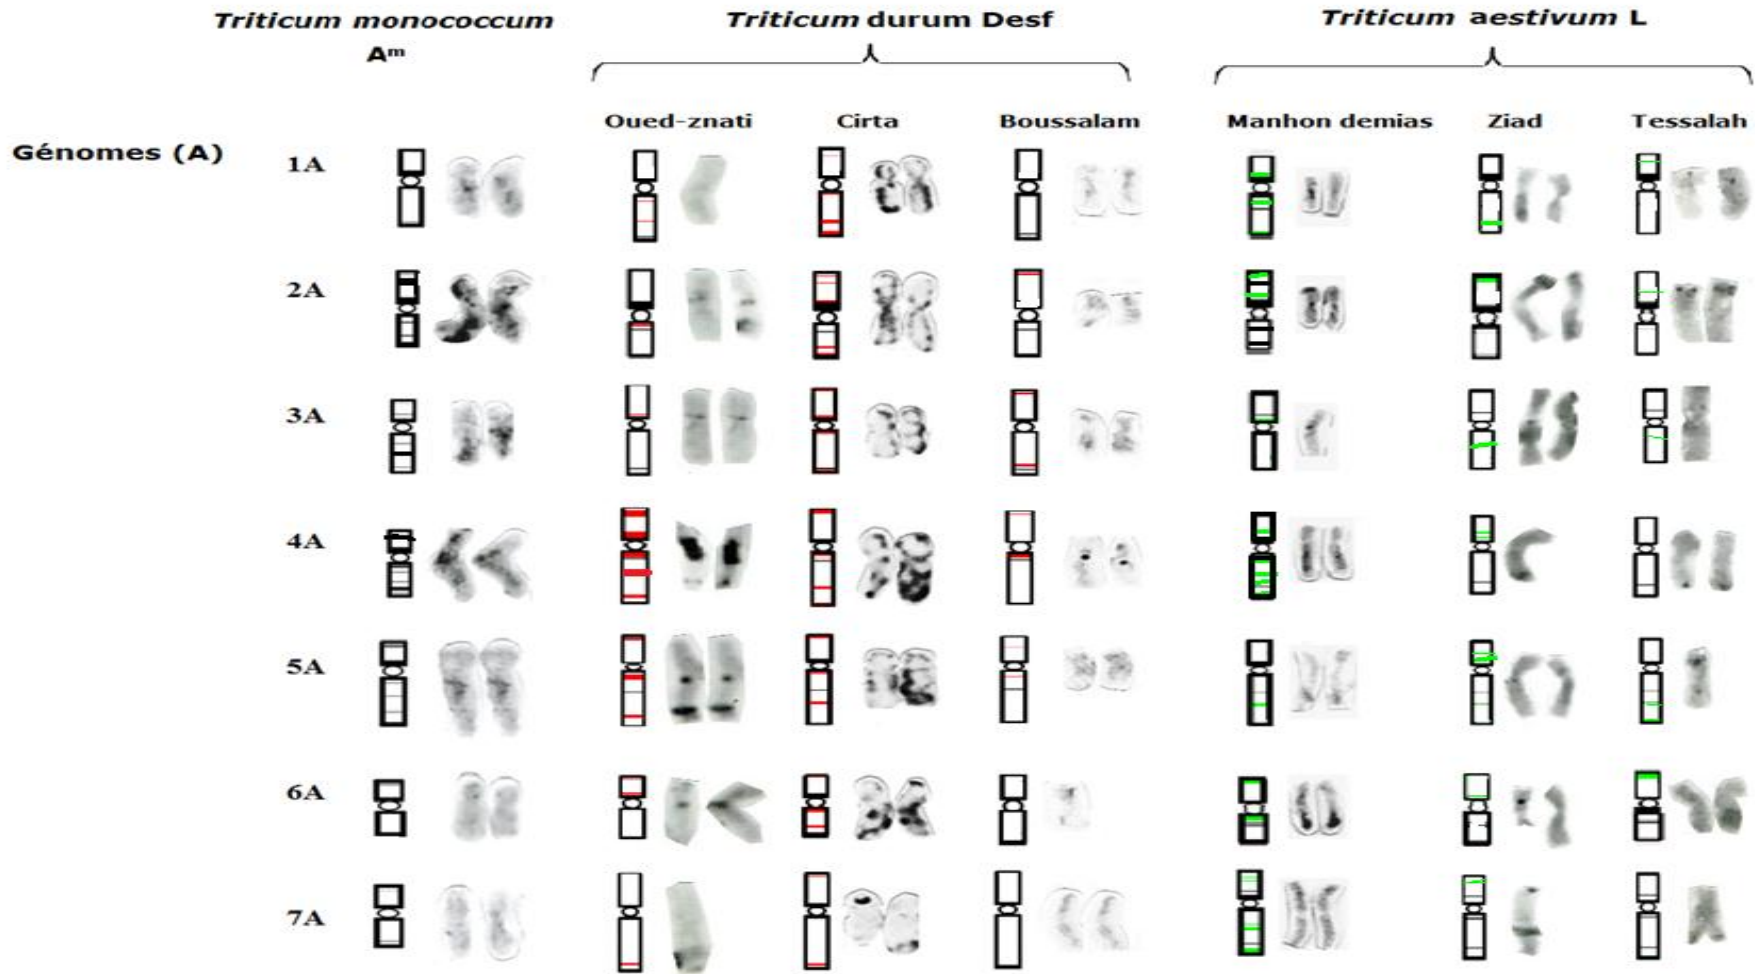 Triticum monococcum
Aᵐ
Triticum durum Desf
Triticum aestivum L
Oued-znati Cirta Boussalam Manhon demias Ziad Tessalah
Génomes (A)
1A
2A
3A
4A
5A
6A
7A